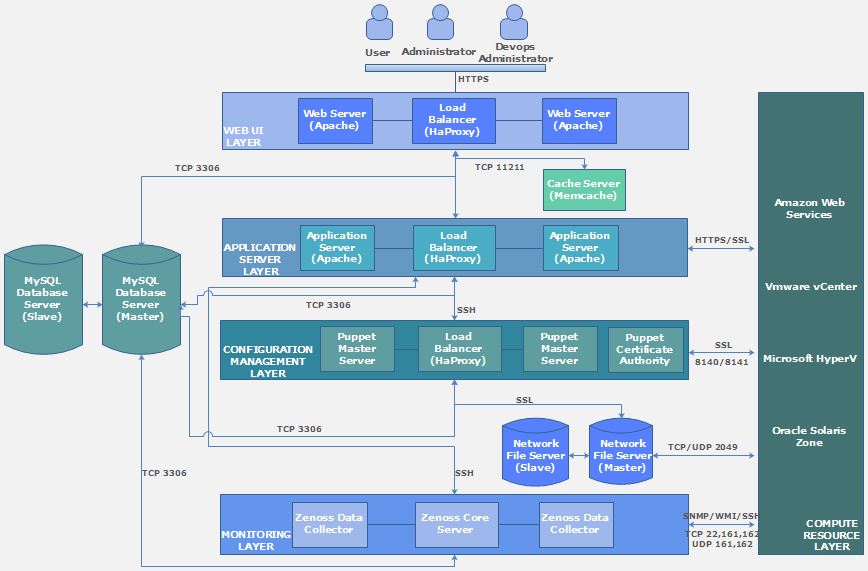 User
Administrator
Devops
Administrator
HTTPS
WEB UI
LAYER
Web Server
(Apache)
Load
Balancer
(HaProxy)
Web Server
(Apache)
TCP 3306
TCP 11211
Cache Server
(Memcache)
Amazon Web
Services
APPLICATION
SERVER
LAYER
Application
Server
(Apache)
Load
Balancer
(HaProxy)
Application
Server
(Apache)
HTTPS/SSL
MySQL
Database
Server
(Slave)
MySQL
Database
Server
(Master)
Vmware vCenter
TCP 3306
SSH
CONFIGURATION
MANAGEMENT
LAYER
Puppet
Master
Server
Load
Balancer
(HaProxy)
Puppet
Master
Server
Puppet
Certificate
Authority
SSL
8140/8141
Microsoft HyperV
SSL
TCP 3306
Network
File Server
(Slave)
Network
File Server
(Master)
TCP/UDP 2049
Oracle Solaris
Zone
TCP 3306
SSH
MONITORING
LAYER
Zenoss Data
Collector
Zenoss Core
Server
Zenoss Data
Collector
SNMP/WMI/SSH
TCP 22,161,162
UDP 161,162
COMPUTE
RESOURCE
LAYER